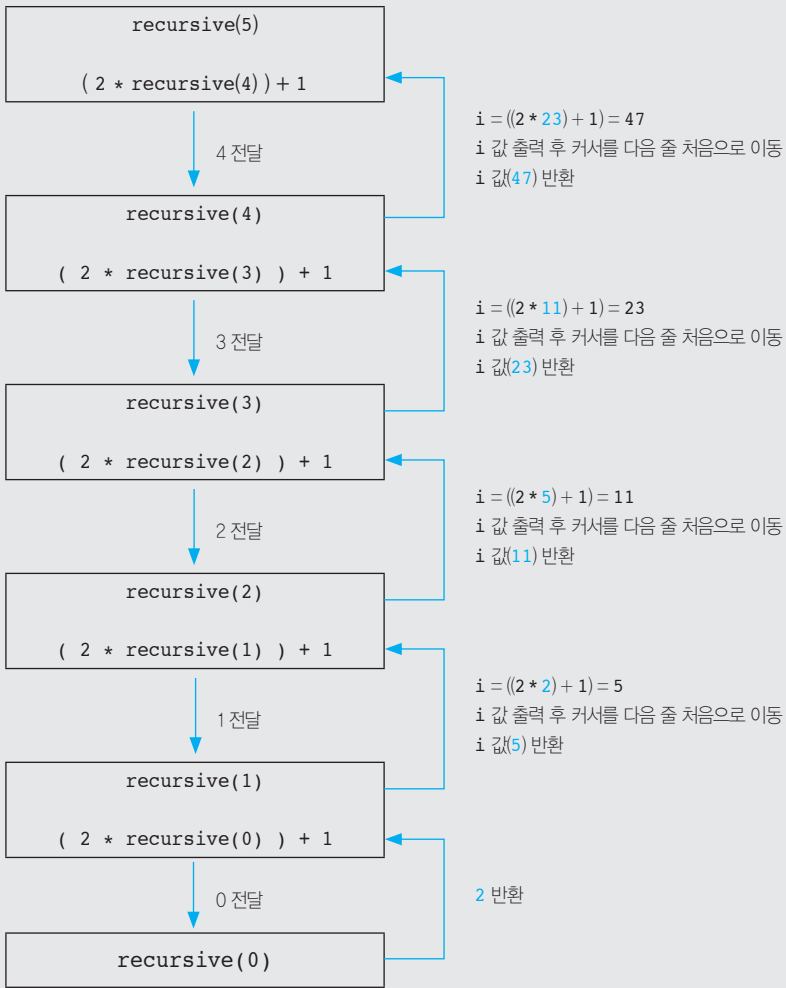 recursive(5)
( 2 * recursive(4) ) + 1
i = ((2 * 23) + 1) = 47
i 값 출력 후 커서를 다음 줄 처음으로 이동
i 값(47) 반환
4 전달
recursive(4)
( 2 * recursive(3) ) + 1
i = ((2 * 11) + 1) = 23
i 값 출력 후 커서를 다음 줄 처음으로 이동
i 값(23) 반환
3 전달
recursive(3)
( 2 * recursive(2) ) + 1
i = ((2 * 5) + 1) = 11
i 값 출력 후 커서를 다음 줄 처음으로 이동
i 값(11) 반환
2 전달
recursive(2)
( 2 * recursive(1) ) + 1
i = ((2 * 2) + 1) = 5
i 값 출력 후 커서를 다음 줄 처음으로 이동
i 값(5) 반환
1 전달
recursive(1)
( 2 * recursive(0) ) + 1
2 반환
0 전달
recursive(0)